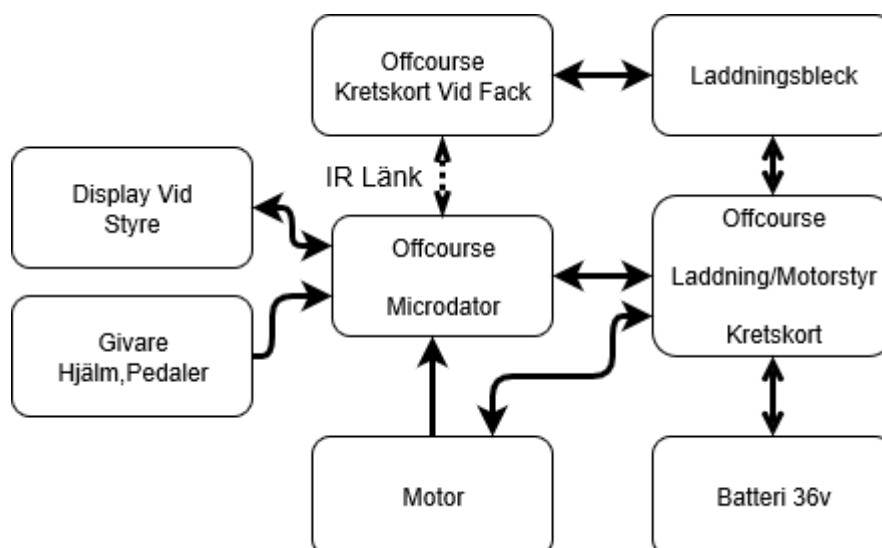 Offcourse
Kretskort Vid Fack
Laddningsbleck
IR Länk
Display Vid
Styre
Offcourse
Microdator
Offcourse
Laddning/Motorstyr
Kretskort
Givare
Hjälm,Pedaler
Motor
Batteri 36v